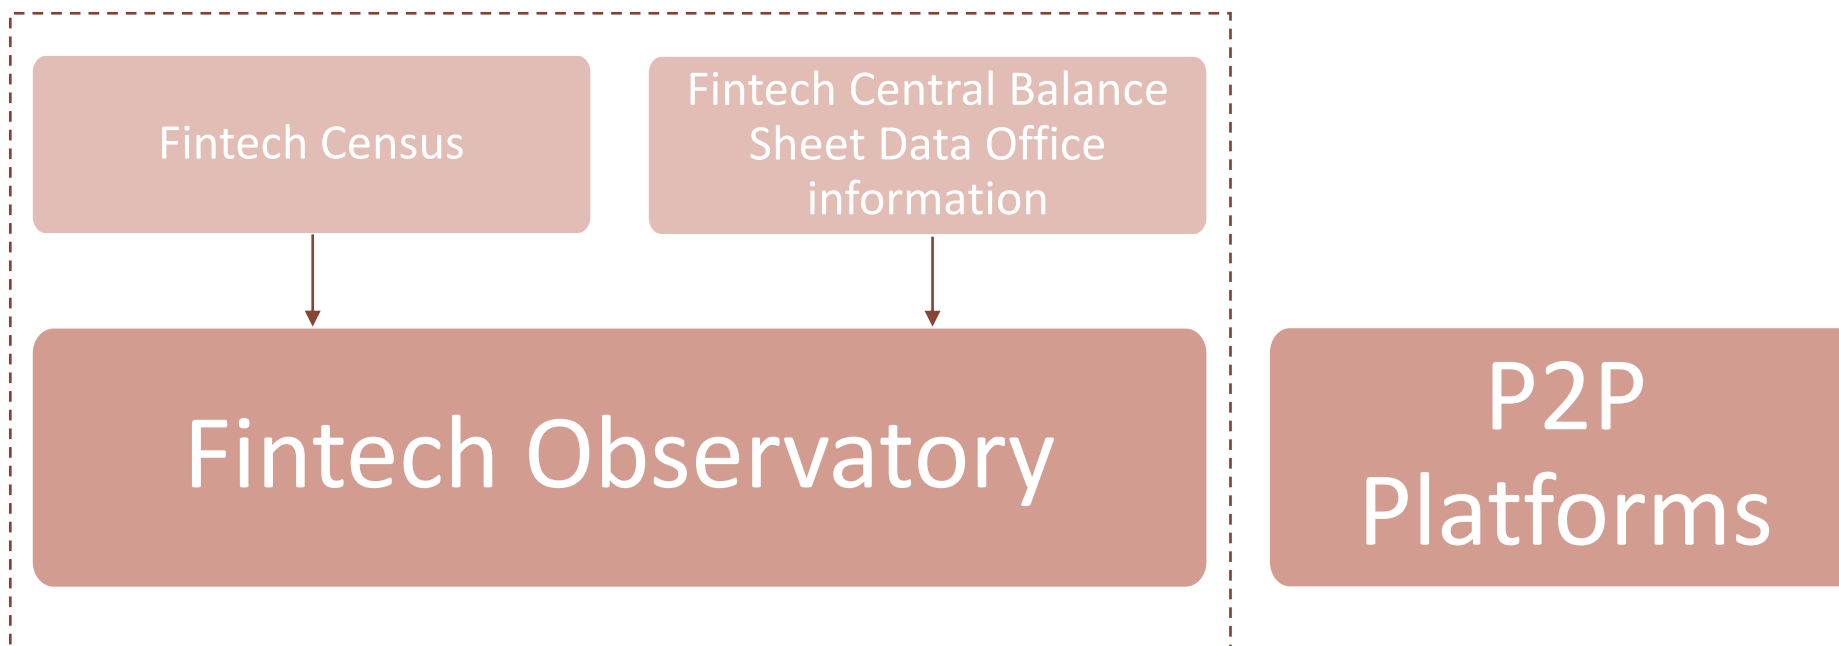 Fintech Census
Fintech Central Balance
Sheet Data Office
information
Fintech Observatory
P2P
Platforms